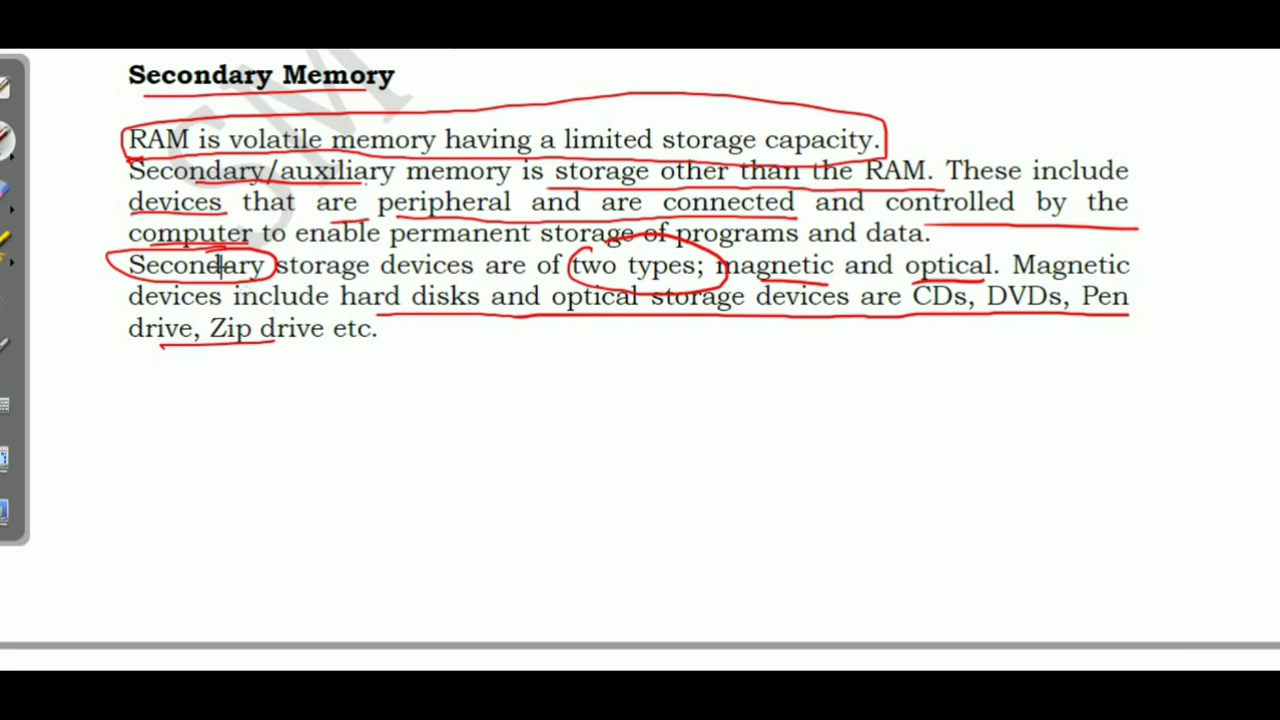 Secondary Memory
RAM is volatile memory having a limited storage capacity.
Secondary/auxiliary memory is storage other than the RAM. These include
devices that are peripheral and are connected and controlled by the
computer to enable permanent storage of programs and data.
Secondary storage devices are of two types; magnetic and optical. Magnetic
devices include hard disks and optical storage devices are CDs, DVDs, Pen
drive, Zip drive etc.
SM